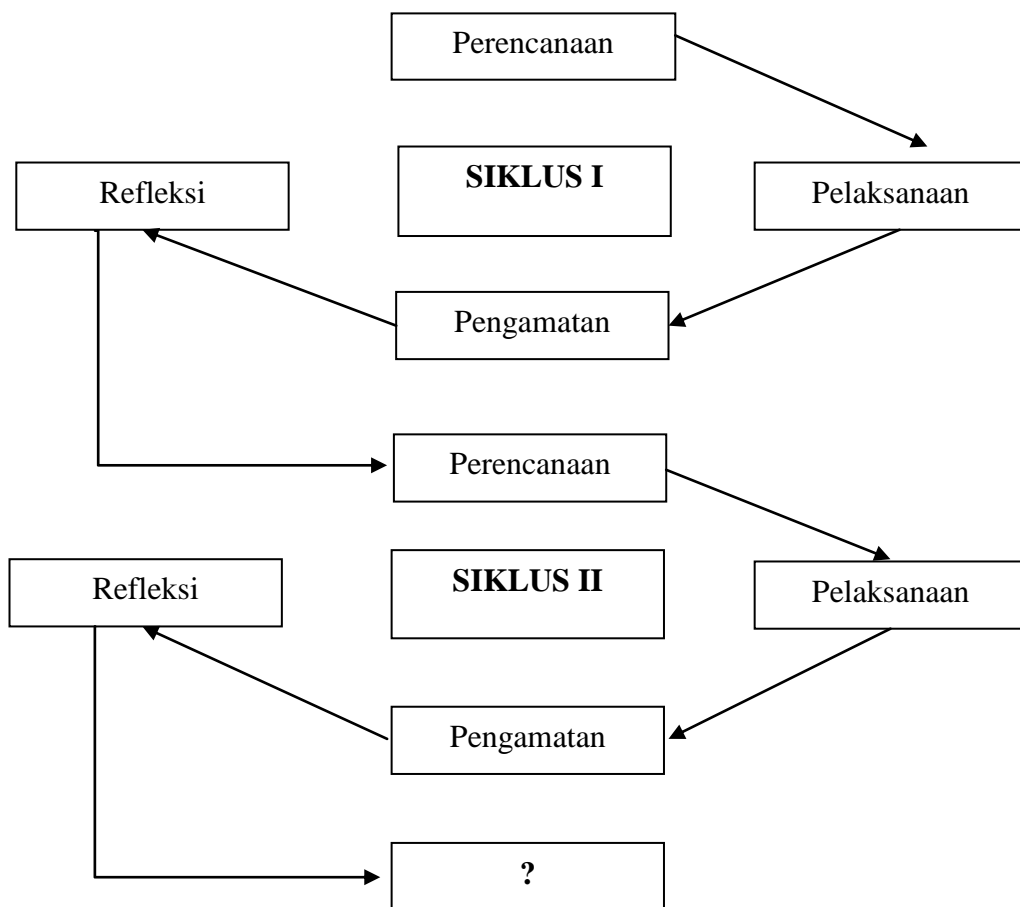 Perencanaan
Refleksi
SIKLUS I
Pelaksanaan
Pengamatan
Perencanaan
Refleksi
SIKLUS II
Pelaksanaan
Pengamatan
?